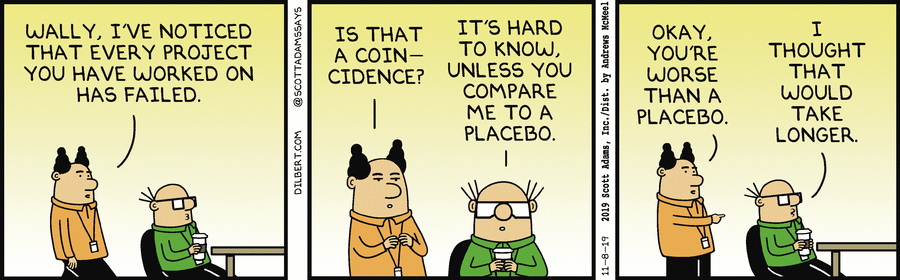 WALLY, I'VE NOTICED
THAT EVERY PROJECT
YOU HAVE WORKED ON
HAS FAILED.
DILBERT.COM @SCOTTADAMSSAYS
IS THAT
A COIN–
CIDENCE?
IT'S HARD
TO KNOW,
UNLESS YOU
COMPARE
ME TO A
PLACEBO.
11-8-19 2019 Scott Adams, Inc./Dist. by Andrews McMeel
OKAY,
YOU'RE
WORSE
THAN A
PLACEBO.
I
THOUGHT
THAT
WOULD
TAKE
LONGER.